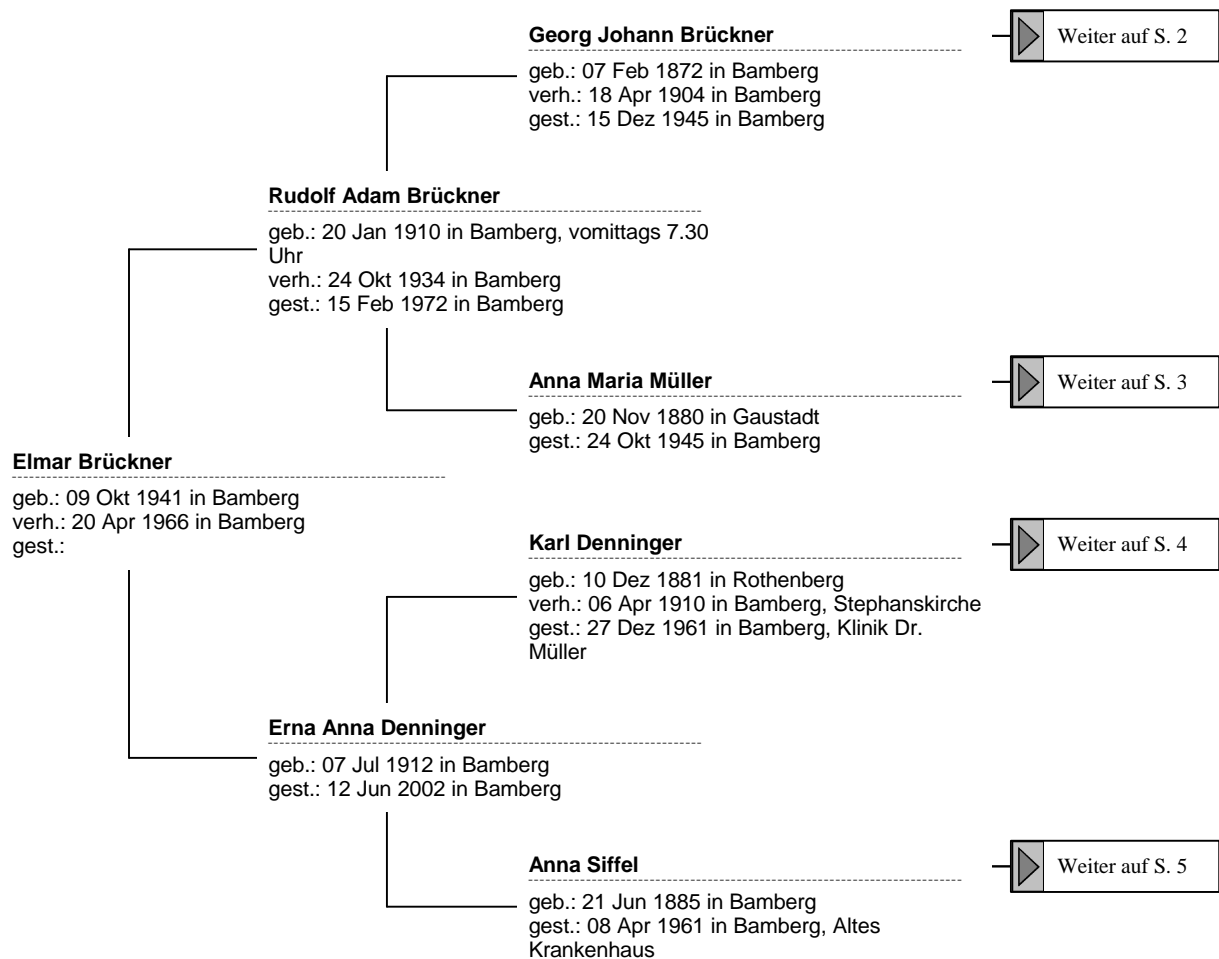 Georg Johann Brückner
Weiter auf S. 2
geb.: 07 Feb 1872 in Bamberg
verh.: 18 Apr 1904 in Bamberg
gest.: 15 Dez 1945 in Bamberg
Rudolf Adam Brückner
geb.: 20 Jan 1910 in Bamberg, vomittags 7.30
Uhr
verh.: 24 Okt 1934 in Bamberg
gest.: 15 Feb 1972 in Bamberg
Anna Maria Müller
Weiter auf S. 3
geb.: 20 Nov 1880 in Gaustadt
gest.: 24 Okt 1945 in Bamberg
Elmar Brückner
geb.: 09 Okt 1941 in Bamberg
verh.: 20 Apr 1966 in Bamberg
gest.:
Karl Denninger
Weiter auf S. 4
geb.: 10 Dez 1881 in Rothenberg
verh.: 06 Apr 1910 in Bamberg, Stephanskirche
gest.: 27 Dez 1961 in Bamberg, Klinik Dr.
Müller
Erna Anna Denninger
geb.: 07 Jul 1912 in Bamberg
gest.: 12 Jun 2002 in Bamberg
Anna Siffel
Weiter auf S. 5
geb.: 21 Jun 1885 in Bamberg
gest.: 08 Apr 1961 in Bamberg, Altes
Krankenhaus